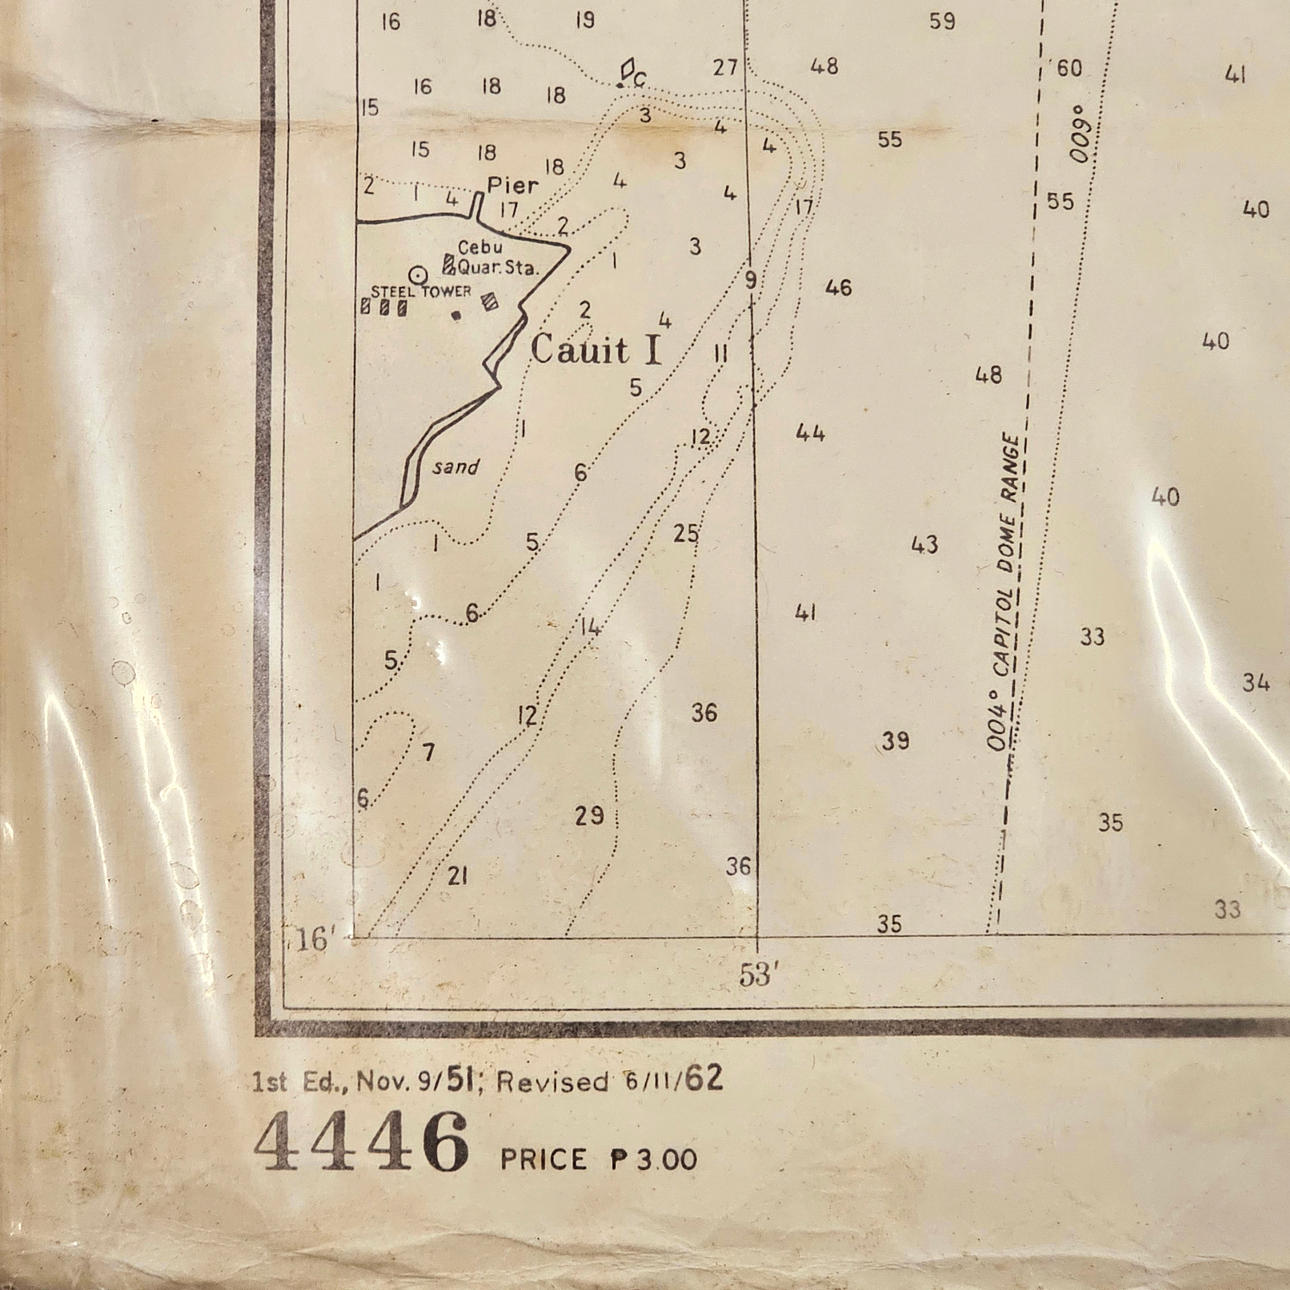 16 18 19 59
27 48 60 41
16 18 18 C
15 3 4 4 55 009°
15 18 18 3
2 1 4 Pier 4 4
17 17 55 40
2
Cebu 3
Quar. Sta. 1 9
STEEL TOWER 46
2 4
Cauit I 11 40
5 48
1 12 44
sand 6 40
004° CAPITOL DOME RANGE
1 5 25 43
1
6 14 41
5 33
34
12 36
7 39
6 29 35
21 36
35 33
16'
53'
1st Ed., Nov. 9/51; Revised 6/11/62
4446 PRICE ₱3.00